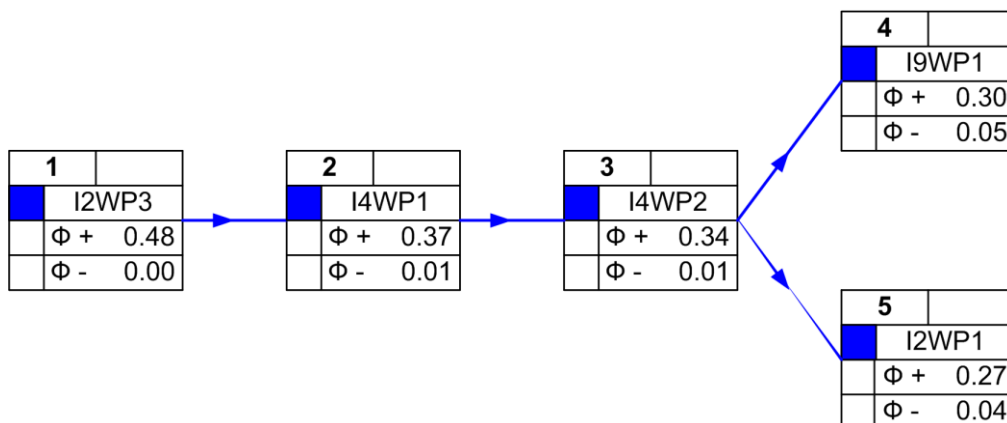 1
I2WP3
Φ + 0.48
Φ - 0.00
2
I4WP1
Φ + 0.37
Φ - 0.01
3
I4WP2
Φ + 0.34
Φ - 0.01
4
I9WP1
Φ + 0.30
Φ - 0.05
5
I2WP1
Φ + 0.27
Φ - 0.04